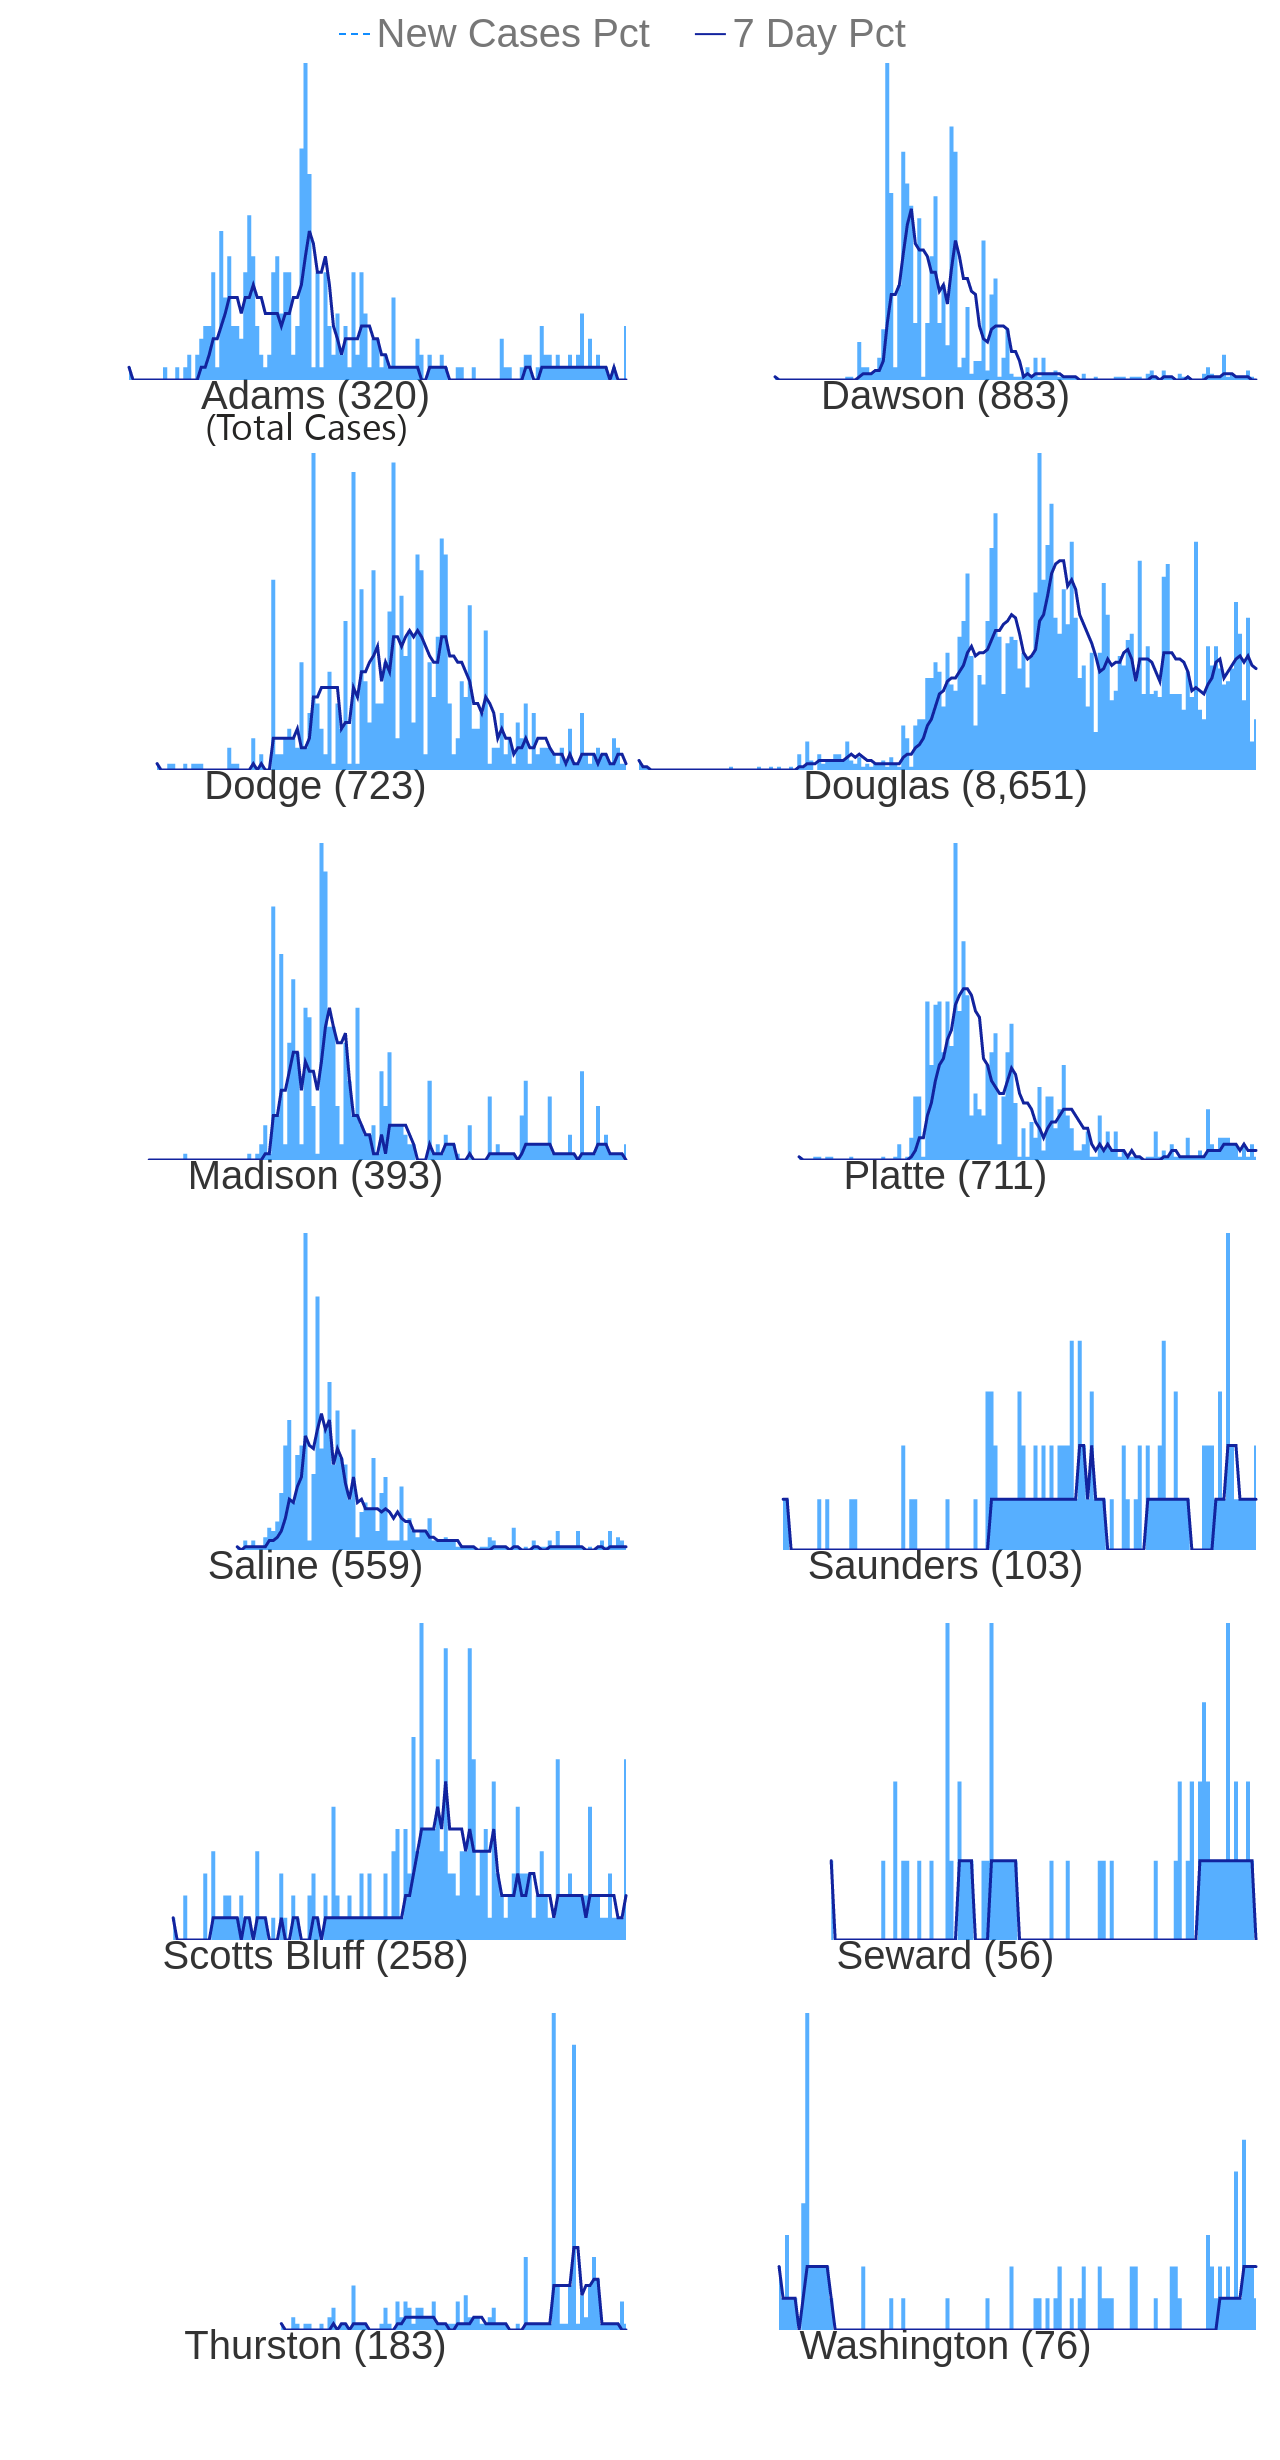 New Cases Pct 7 Day Pct
Adams (320) Dawson (883)
(Total Cases)
Dodge (723) Douglas (8,651)
Madison (393) Platte (711)
Saline (559) Saunders (103)
Scotts Bluff (258) Seward (56)
Thurston (183) Washington (76)